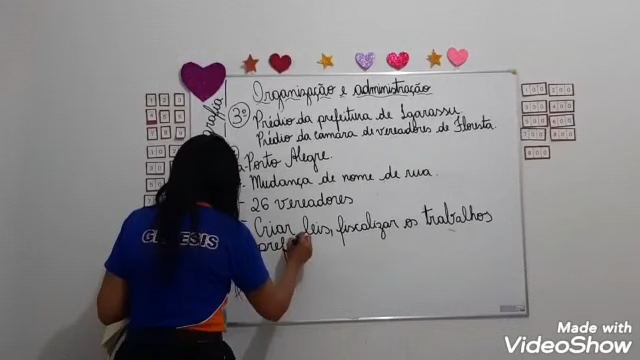 Organização e administração
3º Prédio da prefeitura de Igarassu
Prédio da câmara de vereadores de Floresta.
a- Porto Alegre.
- Mudança de nome de rua.
- 26 vereadores
Criar leis, fiscalizar os trabalhos
pref
GENESIS
Made with
VideoShow